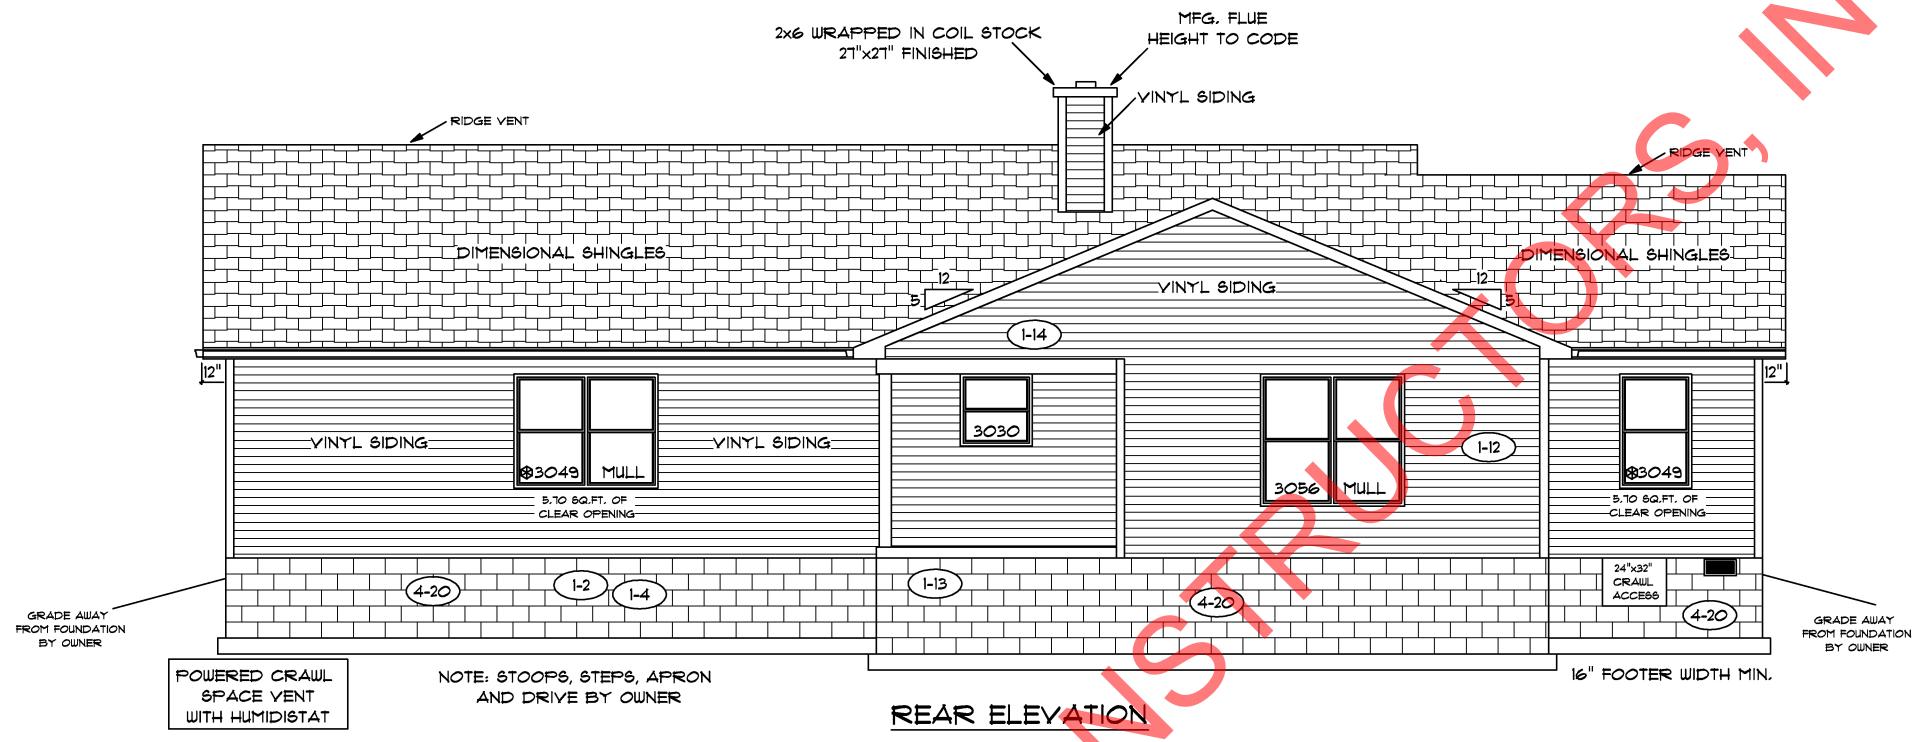 2x6 WRAPPED IN COIL STOCK
27"x27" FINISHED
MFG. FLUE
HEIGHT TO CODE
VINYL SIDING
RIDGE VENT
RIDGE VENT
DIMENSIONAL SHINGLES
DIMENSIONAL SHINGLES
12
5
VINYL SIDING
12
5
1-14
12"
12"
3030
VINYL SIDING
VINYL SIDING
1-12
3049 MULL
3056 MULL
3049
5.70 SQ.FT. OF
CLEAR OPENING
5.70 SQ.FT. OF
CLEAR OPENING
4-20
1-2
1-4
1-13
4-20
24"x32"
CRAWL
ACCESS
4-20
GRADE AWAY
FROM FOUNDATION
BY OWNER
GRADE AWAY
FROM FOUNDATION
BY OWNER
POWERED CRAWL
SPACE VENT
WITH HUMIDISTAT
NOTE: STOOPS, STEPS, APRON
AND DRIVE BY OWNER
16" FOOTER WIDTH MIN.
REAR ELEVATION
NSTRUCTORS, IN